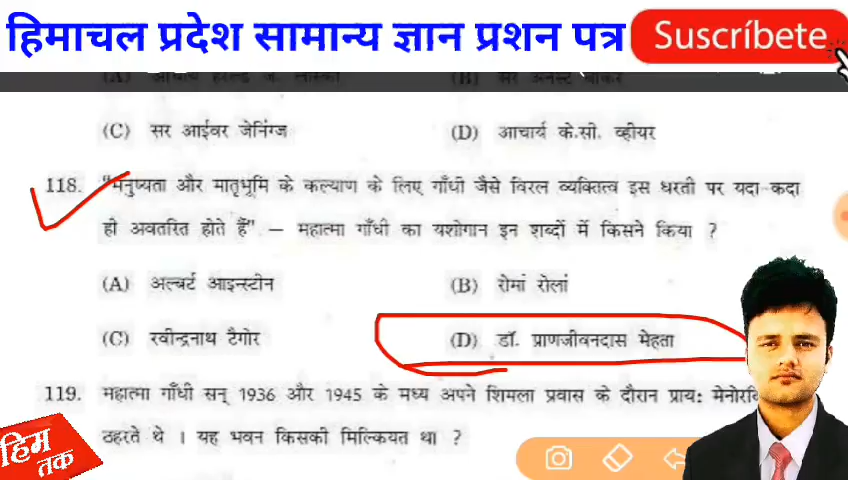 हिमाचल प्रदेश सामान्य ज्ञान प्रशन पत्र
Suscríbete
(C) सर आईवर जेनिंग्ज (D) आचार्य के.सी. व्हीयर
118. "मनुष्यता और मातृभूमि के कल्याण के लिए गाँधी जैसे विरल व्यक्तित्व इस धरती पर यदा-कदा
ही अवतरित होते हैं" – महात्मा गाँधी का यशोगान इन शब्दों में किसने किया ?
(A) अल्बर्ट आइन्स्टीन (B) रोमां रोलां
(C) रवीन्द्रनाथ टैगोर (D) डॉ. प्राणजीवनदास मेहता
119. महात्मा गाँधी सन् 1936 और 1945 के मध्य अपने शिमला प्रवास के दौरान प्राय:
ठहरते थे । यह भवन किसकी मिल्कियत था ?
हिम
तक